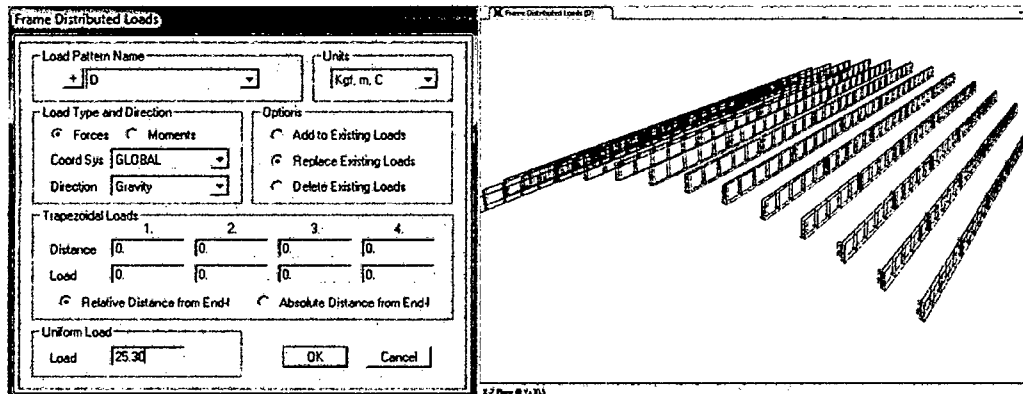 Frame Distributed Loads
Load Pattern Name
+ D
Units
Kgf, m, C
Load Type and Direction
Forces Moments
Coord Sys GLOBAL
Direction Gravity
Options
Add to Existing Loads
Replace Existing Loads
Delete Existing Loads
Trapezoidal Loads
1. 2. 3. 4.
Distance 0. 0. 0. 0.
Load 0. 0. 0. 0.
Relative Distance from End-I Absolute Distance from End-I
Uniform Load
Load 25.30
OK Cancel
Frame Distributed Loads (D)
X-Z Plane @